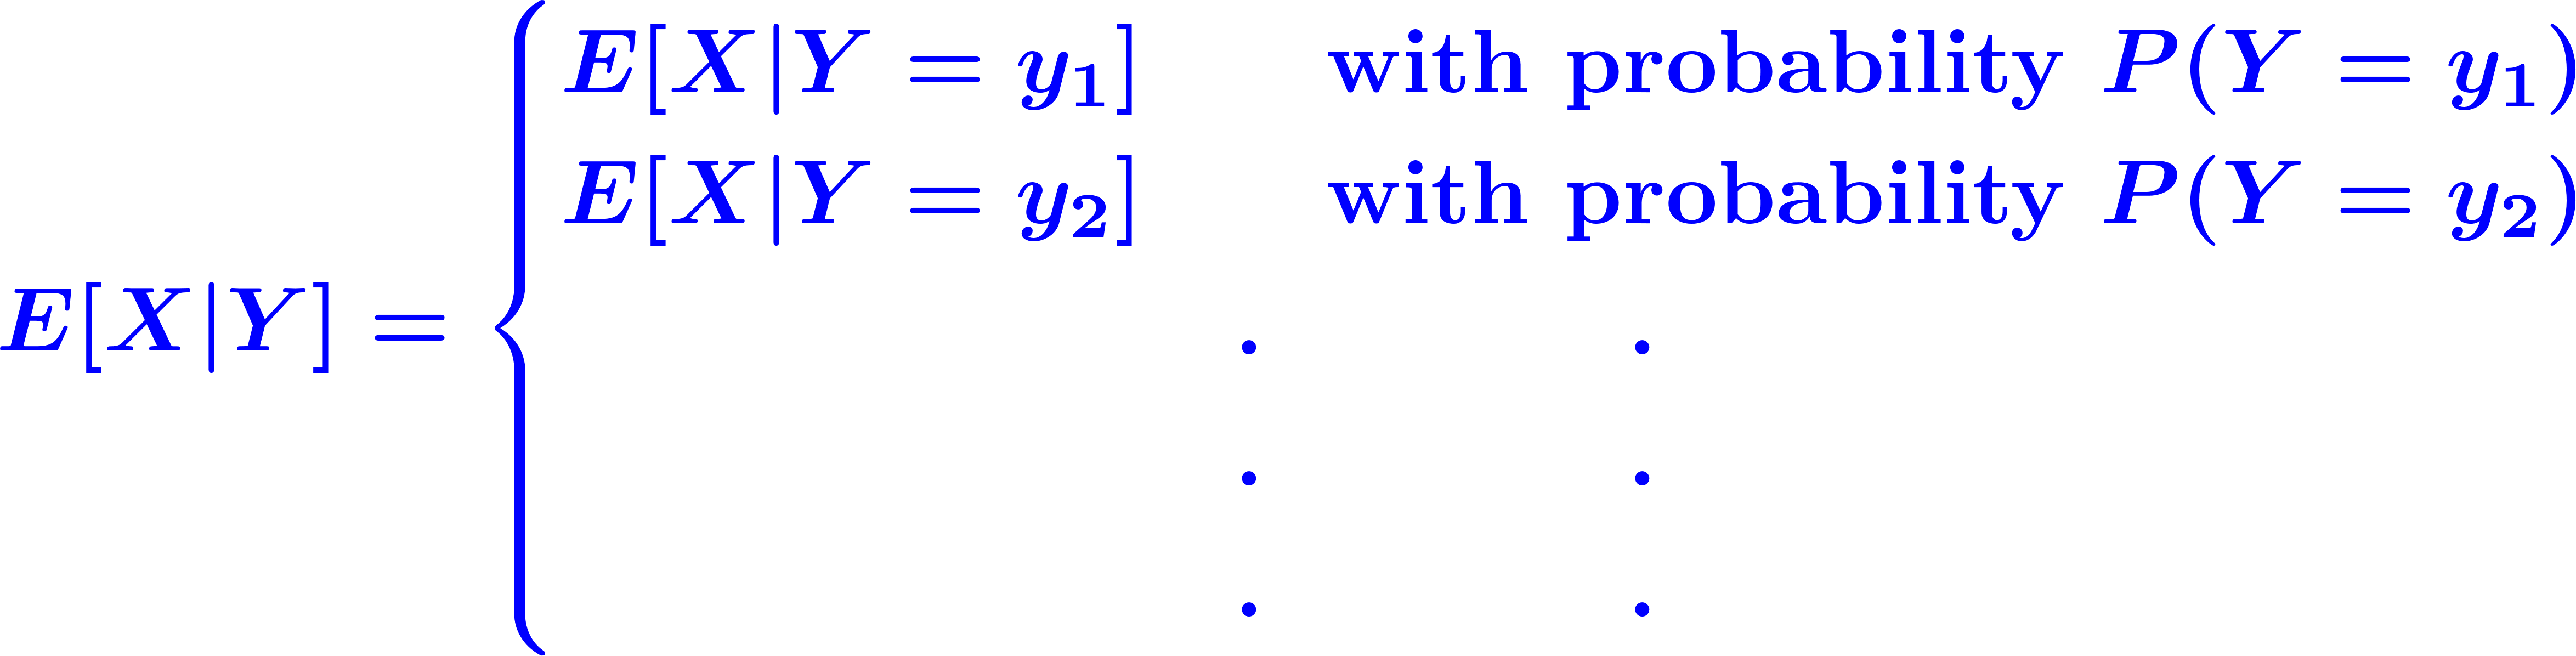 E[X|Y = y₁] with probability P(Y = y₁)
E[X|Y = y₂] with probability P(Y = y₂)
E[X|Y] = {
. .
. .
. .